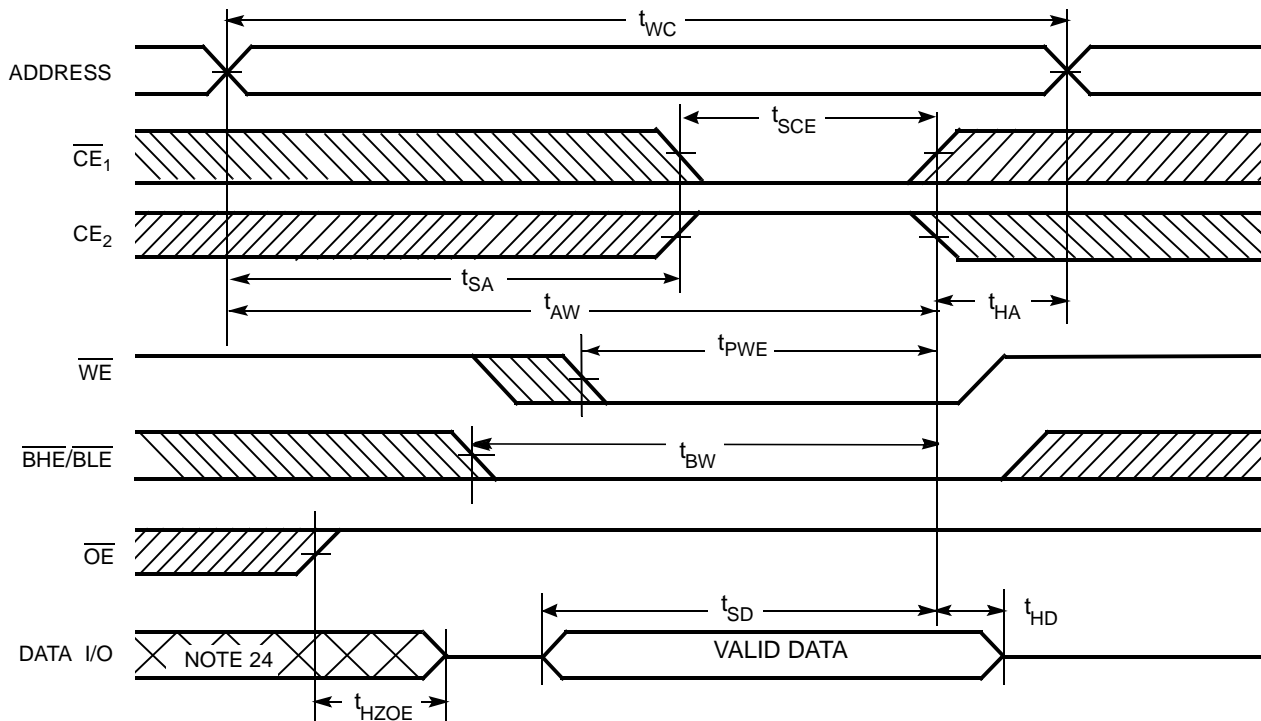 tWC
ADDRESS
tSCE
CE1
CE2
tSA
tAW
tHA
tPWE
WE
BHE/BLE
tBW
OE
tSD
tHD
DATA I/O
NOTE 24
VALID DATA
tHZOE